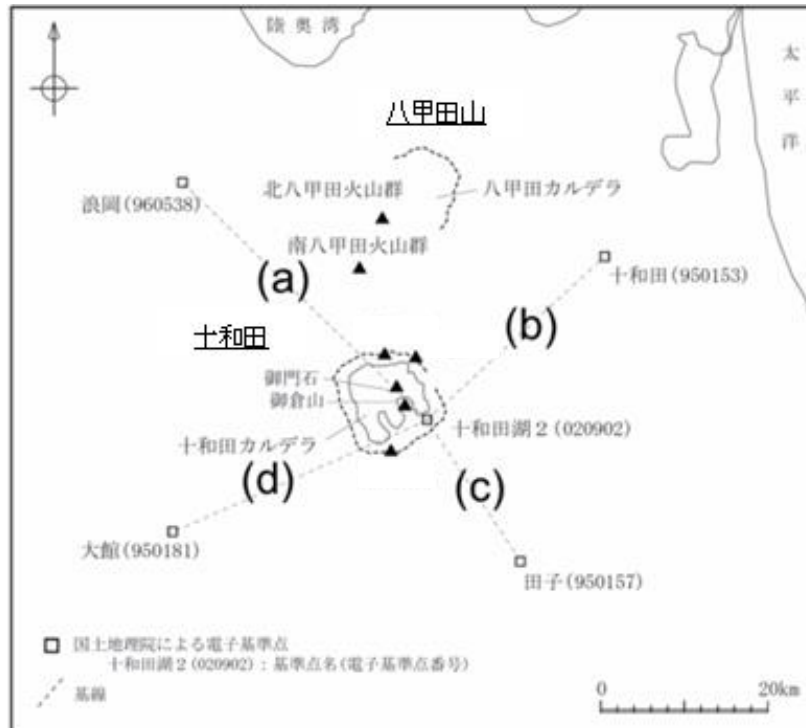 陸奥湾
太平洋
八甲田山
北八甲田火山群
八甲田カルデラ
浪岡(960538)
南八甲田火山群
(a)
十和田(950153)
(b)
十和田
御門石
御倉山
十和田カルデラ
十和田湖2(020902)
(d)
(c)
大館(950181)
田子(950157)
国土地理院による電子基準点
十和田湖2(020902):基準点名(電子基準点番号)
基線
0 20km